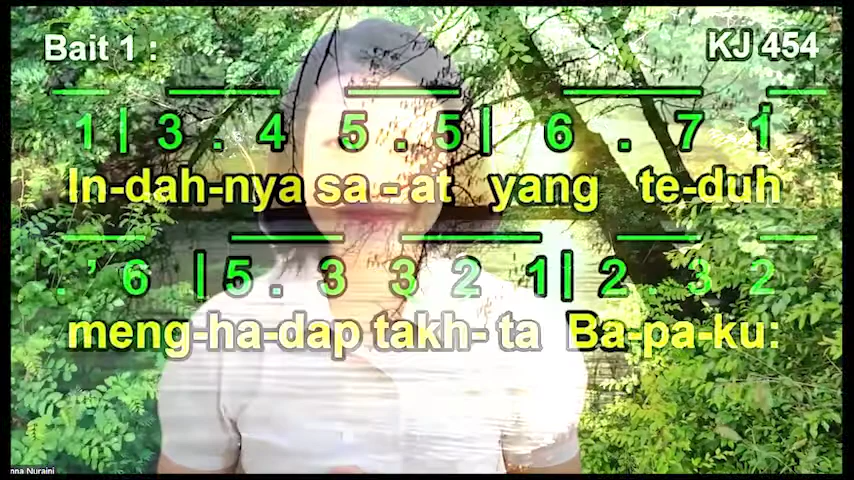 Bait 1 : KJ 454
1 | 3 . 4 5 . 5 | 6 . 7 i
In-dah-nya sa - at yang te-duh
. ’ 6 | 5 . 3 3 2 1 | 2 . 3 2
meng-ha-dap takh- ta Ba-pa-ku:
nna Nuraini